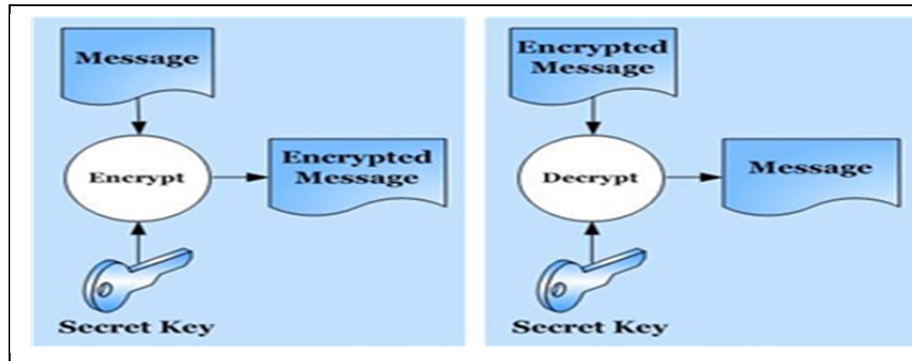 Message
Encrypt
Encrypted
Message
Secret Key
Encrypted
Message
Decrypt
Message
Secret Key